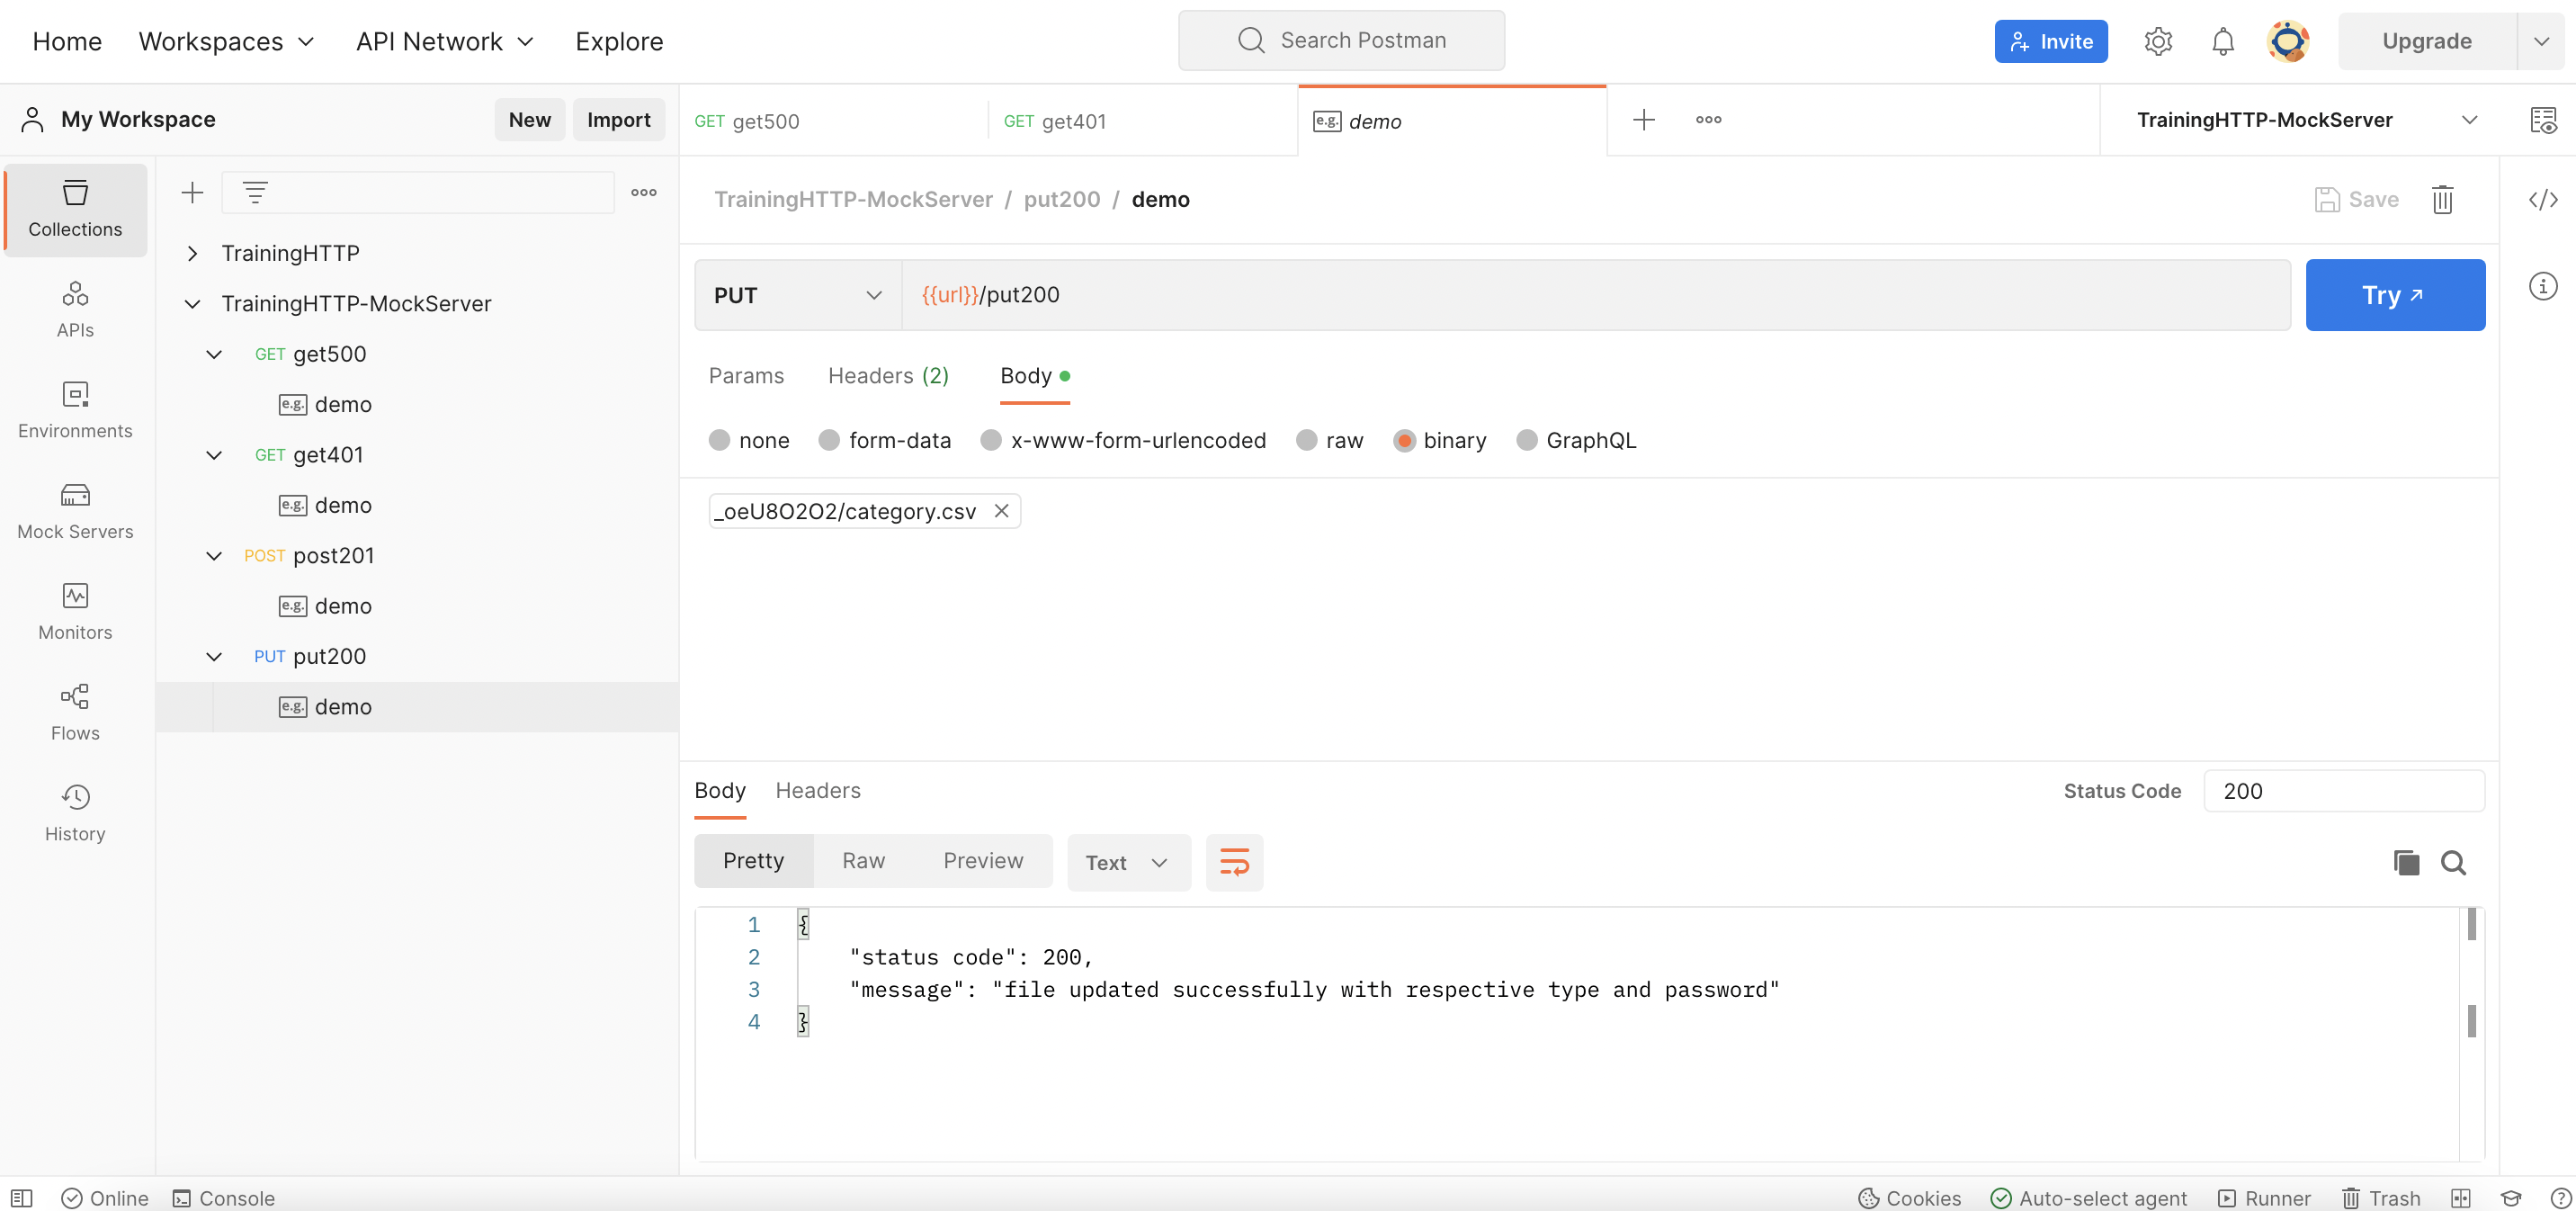 Home Workspaces API Network Explore Search Postman Invite Upgrade
My Workspace New Import GET get500 GET get401 e.g. demo TrainingHTTP-MockServer
Collections
APIs
Environments
Mock Servers
Monitors
Flows
History
TrainingHTTP
TrainingHTTP-MockServer
GET get500
e.g. demo
GET get401
e.g. demo
POST post201
e.g. demo
PUT put200
e.g. demo
TrainingHTTP-MockServer / put200 / demo Save
PUT {{url}}/put200 Try
Params Headers (2) Body
none form-data x-www-form-urlencoded raw binary GraphQL
_oeU8O2O2/category.csv
Body Headers Status Code 200
Pretty Raw Preview Text
1 {
2 "status code": 200,
3 "message": "file updated successfully with respective type and password"
4 }
Online Console Cookies Auto-select agent Runner Trash